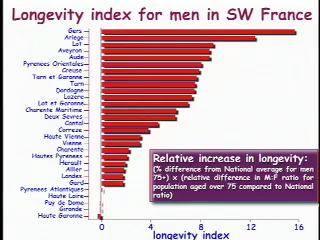 Longevity index for men in SW France
Gers
Ariege
Lot
Aveyron
Aude
Pyrenees Orientales
Creuse
Tarn et Garonne
Tarn
Dordogne
Lozere
Lot et Garonne
Charente Maritime
Deux Sevres
Cantal
Correze
Haute Vienne
Vienne
Charente
Hautes Pyrenees
Herault
Allier
Landes
Gard
Pyrenees Atlantiques
Haute Loire
Puy de Dome
Gironde
Haute Garonne
Relative increase in longevity:
(% difference from National average for men
75+) x (relative difference in M:F ratio for
population aged over 75 compared to National
ratio)
0 4 8 12 16
longevity index